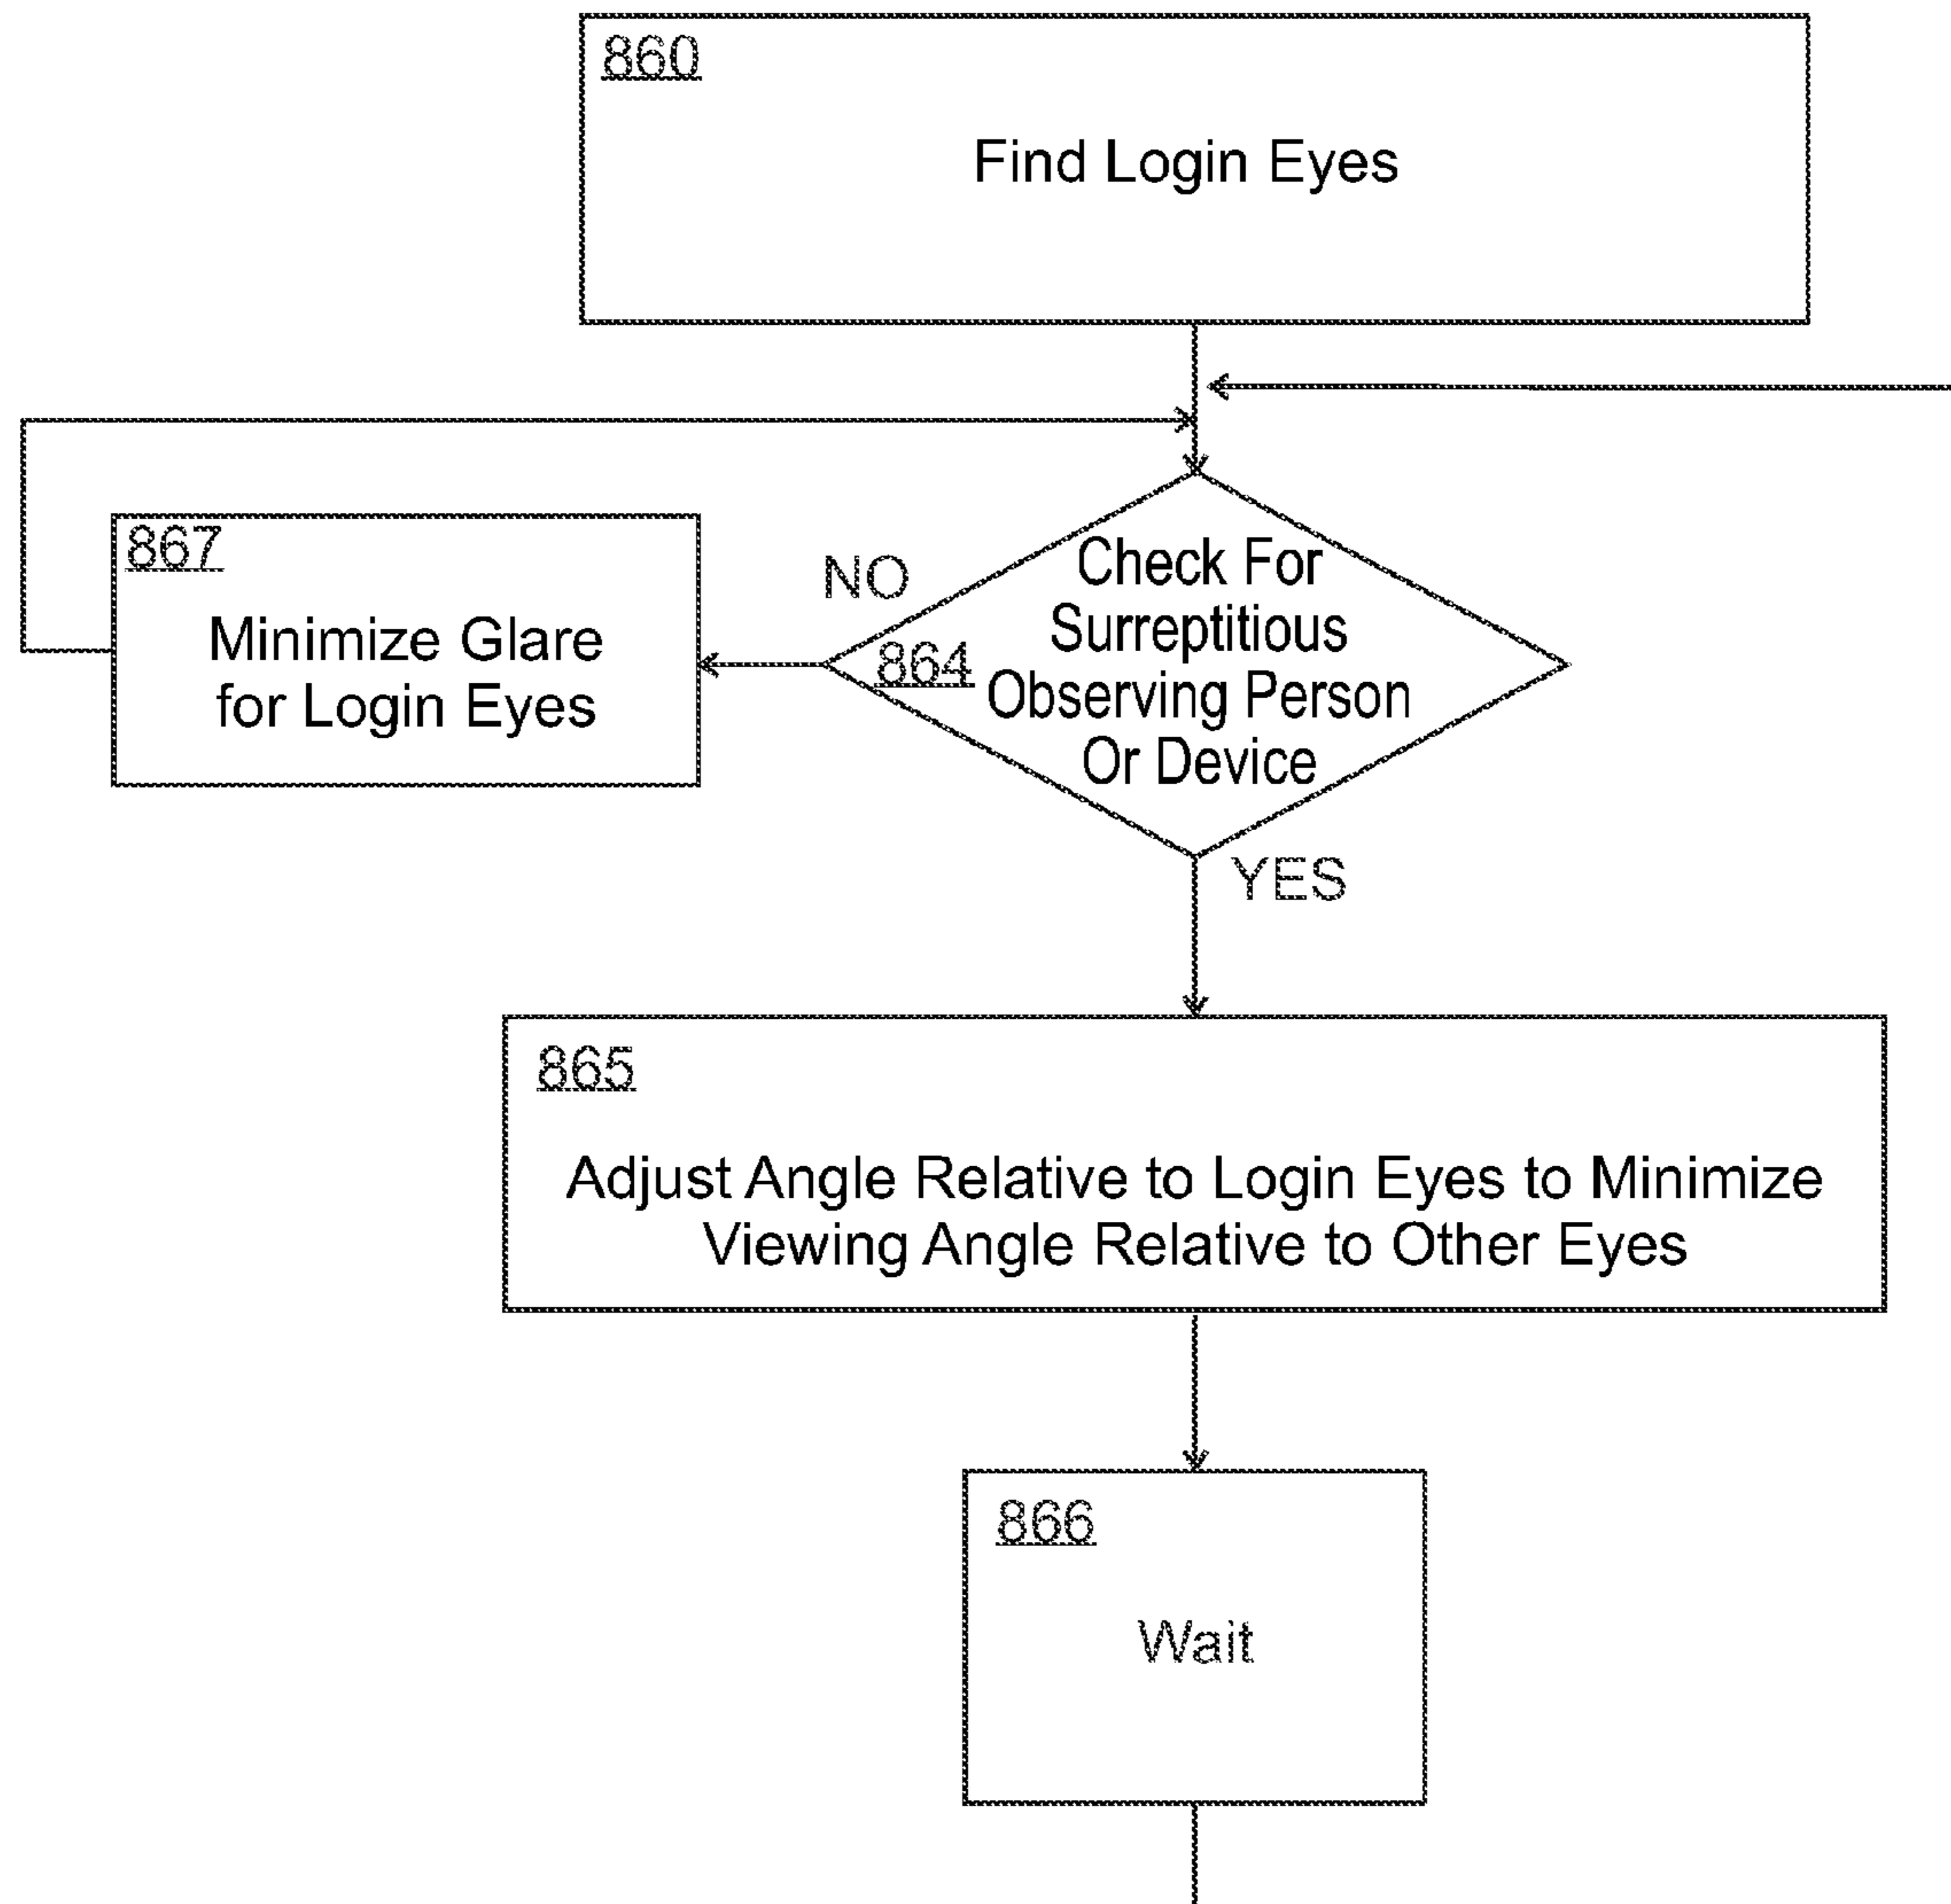 860
Find Login Eyes
867
Minimize Glare
for Login Eyes
NO
864
Check For
Surreptitious
Observing Person
Or Device
YES
865
Adjust Angle Relative to Login Eyes to Minimize
Viewing Angle Relative to Other Eyes
866
Wait